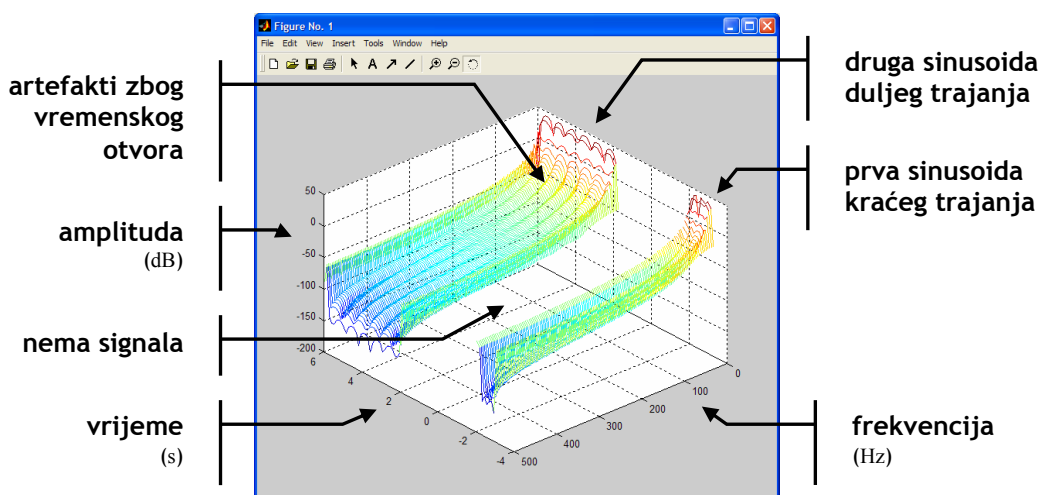 Figure No. 1
File Edit View Insert Tools Window Help
artefakti zbog
vremenskog
otvora
amplituda
(dB)
nema signala
vrijeme
(s)
druga sinusoida
duljeg trajanja
prva sinusoida
kraćeg trajanja
frekvencija
(Hz)
50
0
-50
-100
-150
-200
6
4
2
0
-2
-4
500
400
300
200
100
0